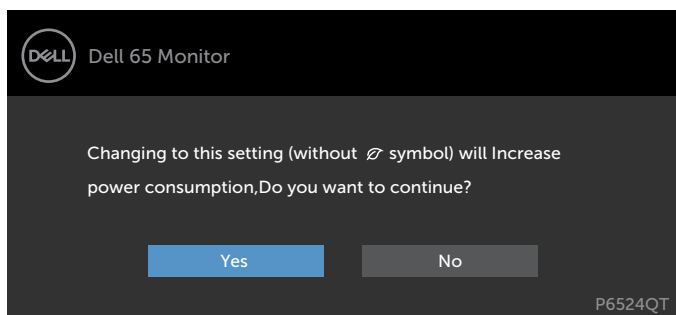 DELL Dell 65 Monitor
Changing to this setting (without symbol) will Increase
power consumption,Do you want to continue?
Yes No
P6524QT